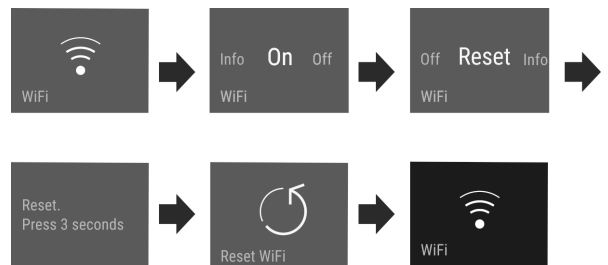 WiFi
Info On Off
WiFi
Off Reset Info
WiFi
Reset.
Press 3 seconds
Reset WiFi
WiFi